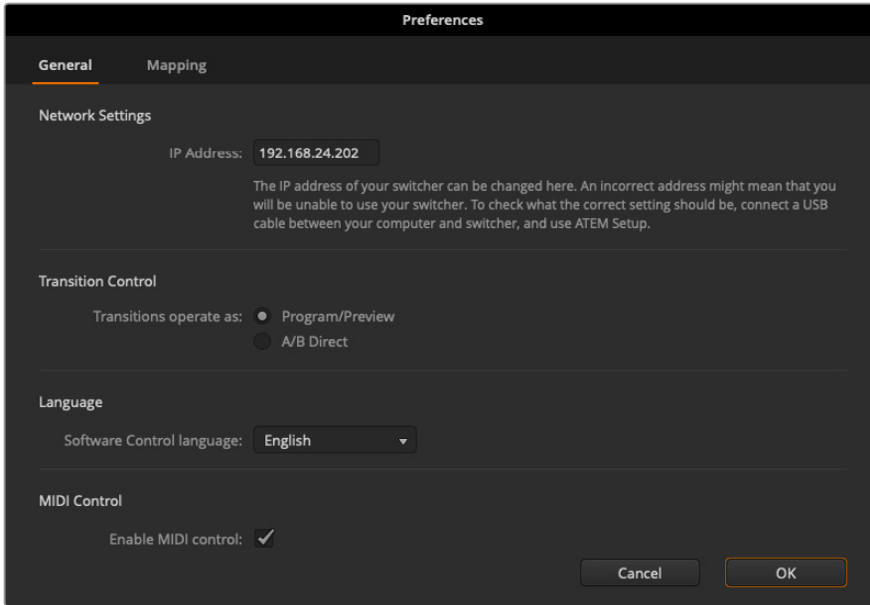 Preferences
General Mapping
Network Settings
IP Address: 192.168.24.202
The IP address of your switcher can be changed here. An incorrect address might mean that you
will be unable to use your switcher. To check what the correct setting should be, connect a USB
cable between your computer and switcher, and use ATEM Setup.
Transition Control
Transitions operate as: Program/Preview
A/B Direct
Language
Software Control language: English
MIDI Control
Enable MIDI control:
Cancel OK